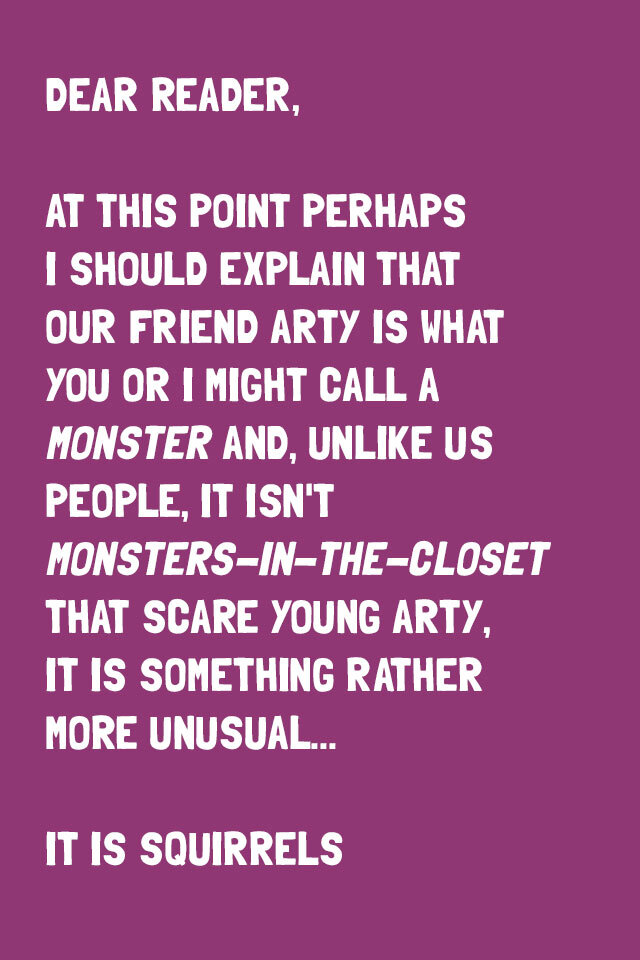 DEAR READER,
AT THIS POINT PERHAPS
I SHOULD EXPLAIN THAT
OUR FRIEND ARTY IS WHAT
YOU OR I MIGHT CALL A
MONSTER AND, UNLIKE US
PEOPLE, IT ISN'T
MONSTERS-IN-THE-CLOSET
THAT SCARE YOUNG ARTY,
IT IS SOMETHING RATHER
MORE UNUSUAL...
IT IS SQUIRRELS